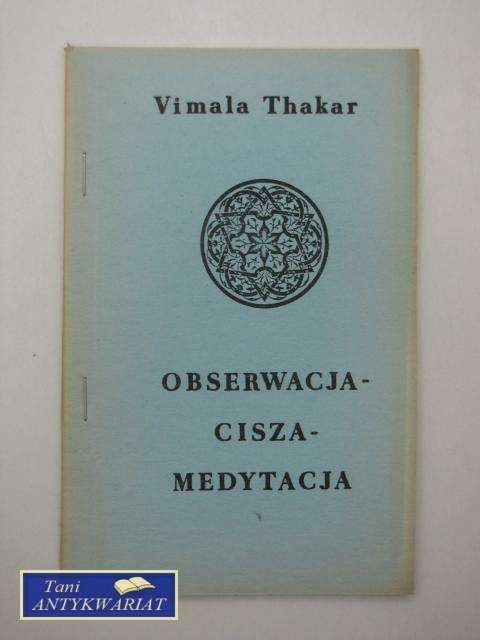 Vimala Thakar
OBSERWACJA-
CISZA-
MEDYTACJA
Tani
ANTYKWARIAT